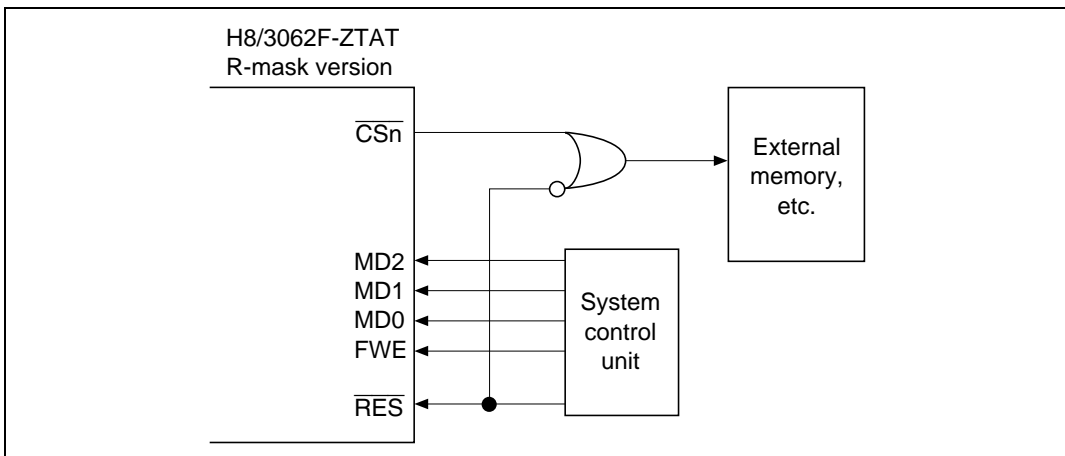 H8/3062F-ZTAT
R-mask version
CSn
External
memory,
etc.
MD2
MD1
MD0
FWE
RES
System
control
unit